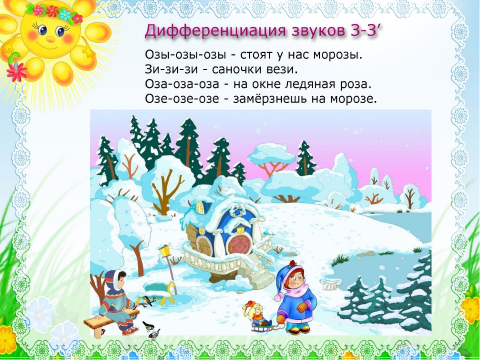 Дифференциация звуков З-З’
Озы-озы-озы - стоят у нас морозы.
Зи-зи-зи - саночки вези.
Оза-оза-оза - на окне ледяная роза.
Озе-озе-озе - замёрзнешь на морозе.